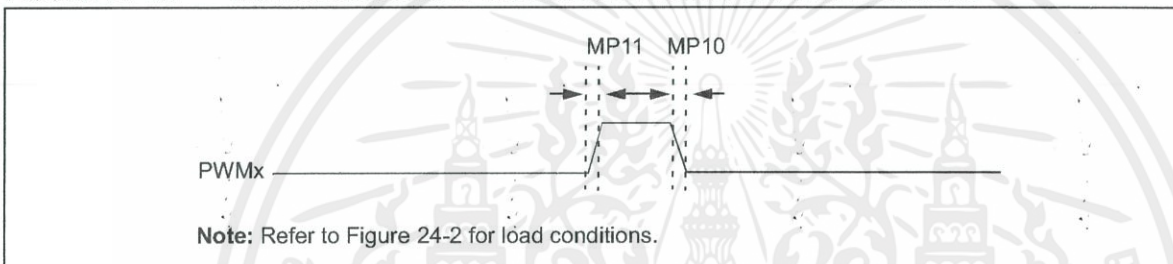 MP11 MP10
PWMx
Note: Refer to Figure 24-2 for load conditions.